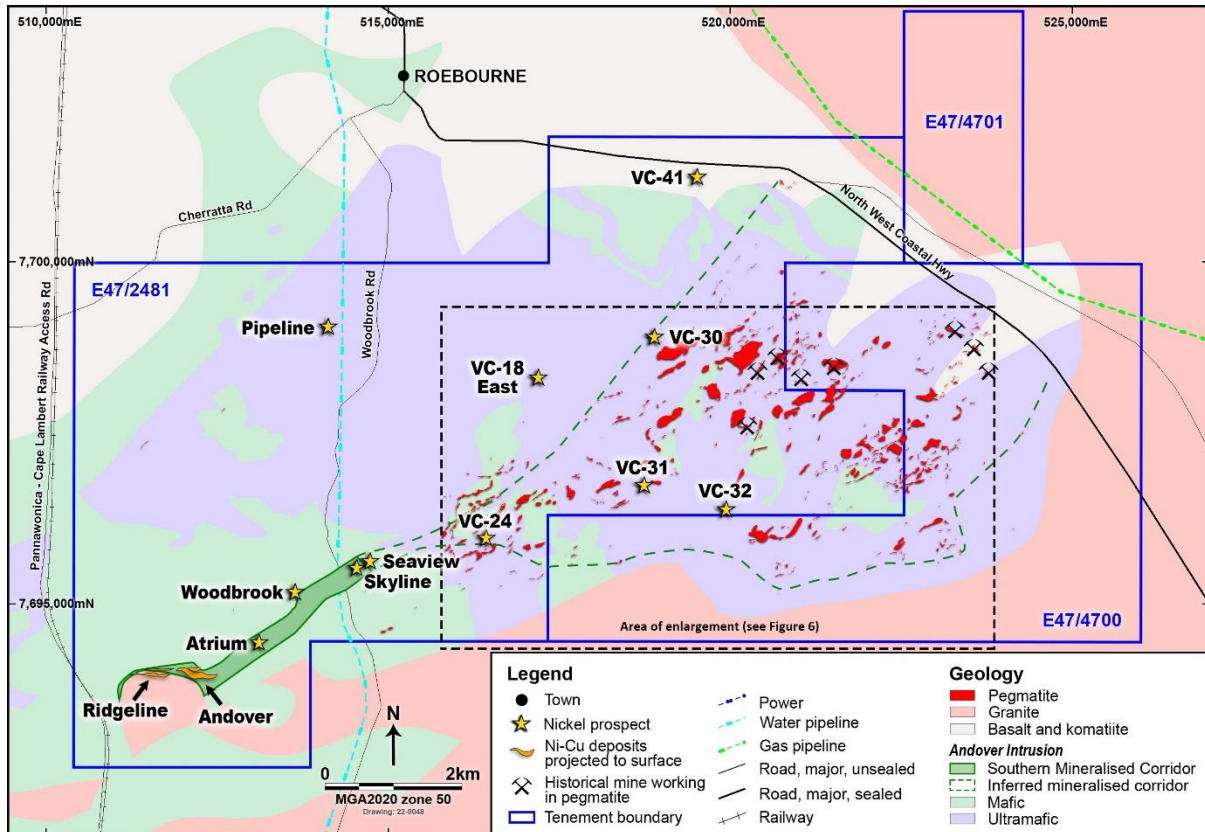 510,000mE
515,000mE
520,000mE
525,000mE
ROEBOURNE
E47/4701
VC-41
North West Coastal Hwy
Cherratta Rd
Woodbrook Rd
7,700,000mN
7,700,000mN
E47/2481
Pannawonica - Cape Lambert Railway Access Rd
Pipeline
VC-30
VC-18
East
VC-31
VC-32
VC-24
Seaview
Skyline
Woodbrook
7,695,000mN
7,695,000mN
E47/4700
Area of enlargement (see Figure 6)
Atrium
Ridgeline
Andover
N
0 2km
MGA2020 zone 50
Drawing: 22-0048
Legend
Town
Nickel prospect
Ni-Cu deposits
projected to surface
Historical mine working
in pegmatite
Tenement boundary
Power
Water pipeline
Gas pipeline
Road, major, unsealed
Road, major, sealed
Railway
Geology
Pegmatite
Granite
Basalt and komatiite
Andover Intrusion
Southern Mineralised Corridor
Inferred mineralised corridor
Mafic
Ultramafic